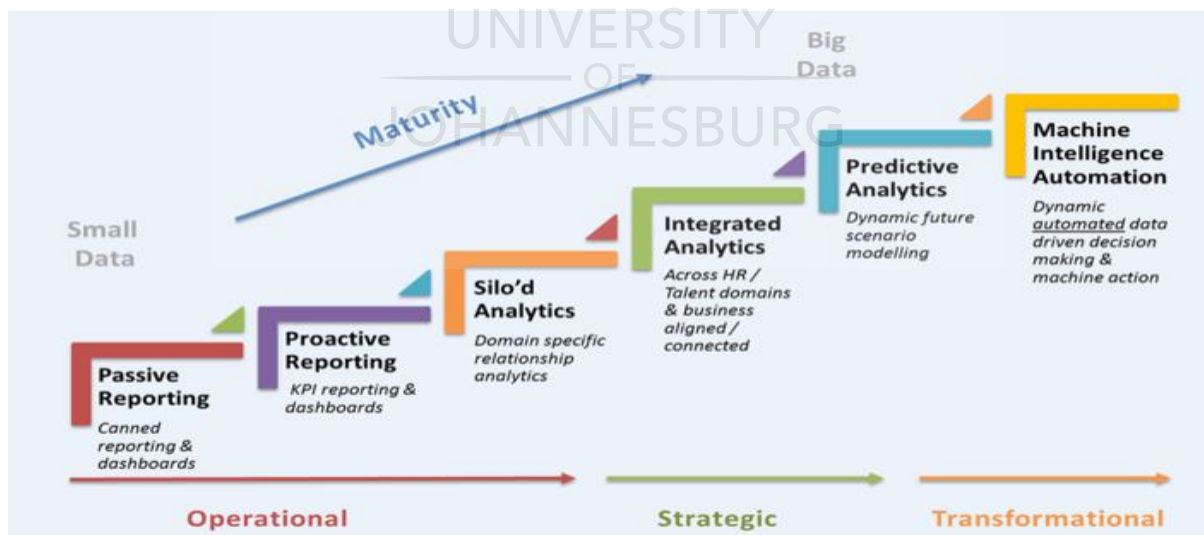 UNIVERSITY
OF
JOHANNESBURG
Big
Data
Maturity
Small
Data
Passive
Reporting
Canned
reporting &
dashboards
Proactive
Reporting
KPI reporting &
dashboards
Silo'd
Analytics
Domain specific
relationship
analytics
Integrated
Analytics
Across HR /
Talent domains
& business
aligned /
connected
Predictive
Analytics
Dynamic future
scenario
modelling
Machine
Intelligence
Automation
Dynamic
automated data
driven decision
making &
machine action
Operational
Strategic
Transformational